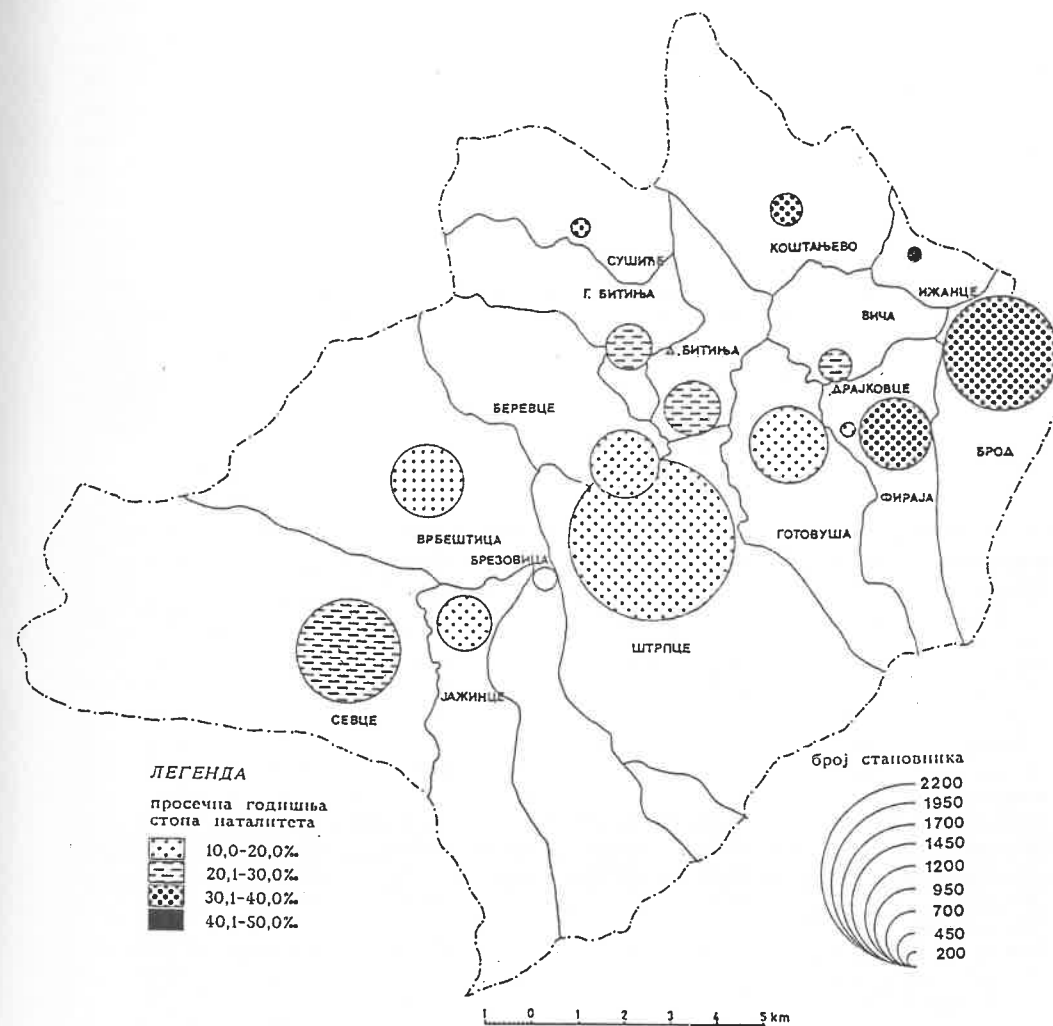 КОШТАЊЕВО
СУШИЋЕ
ИЖАНЦЕ
Г. БИТИЊА
ВИЧА
Д. БИТИЊА
ДРАЈКОВЦЕ
БЕРЕВЦЕ
БРОД
ФИРАЈА
ГОТОВУША
ВРБЕШТИЦА
БРЕЗОВИЦА
ШТРПЦЕ
ЈАЖИНЦЕ
СЕВЦЕ
ЛЕГЕНДА
просечна годишња
стопа наталитета
10,0-20,0‰
20,1-30,0‰
30,1-40,0‰
40,1-50,0‰
број становника
2200
1950
1700
1450
1200
950
700
450
200
1 0 1 2 3 4 5 km